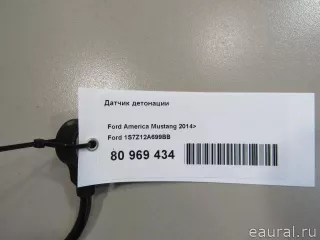 Датчик детонации
Ford America Mustang 2014>
Ford 1S7Z12A699BB
80 969 434
eaural.ru